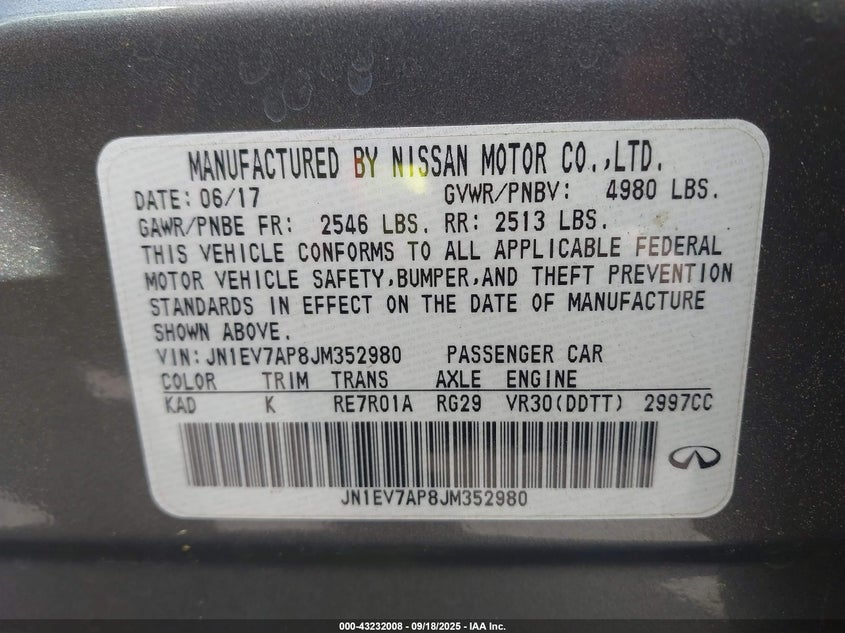 MANUFACTURED BY NISSAN MOTOR CO.,LTD.
DATE: 06/17 GVWR/PNBV: 4980 LBS.
GAWR/PNBE FR: 2546 LBS. RR: 2513 LBS.
THIS VEHICLE CONFORMS TO ALL APPLICABLE FEDERAL
MOTOR VEHICLE SAFETY,BUMPER,AND THEFT PREVENTION
STANDARDS IN EFFECT ON THE DATE OF MANUFACTURE
SHOWN ABOVE.
VIN: JN1EV7AP8JM352980 PASSENGER CAR
COLOR TRIM TRANS AXLE ENGINE
KAD K RE7R01A RG29 VR30(DDTT) 2997CC
JN1EV7AP8JM352980
000-43232008 - 09/18/2025 - IAA Inc.